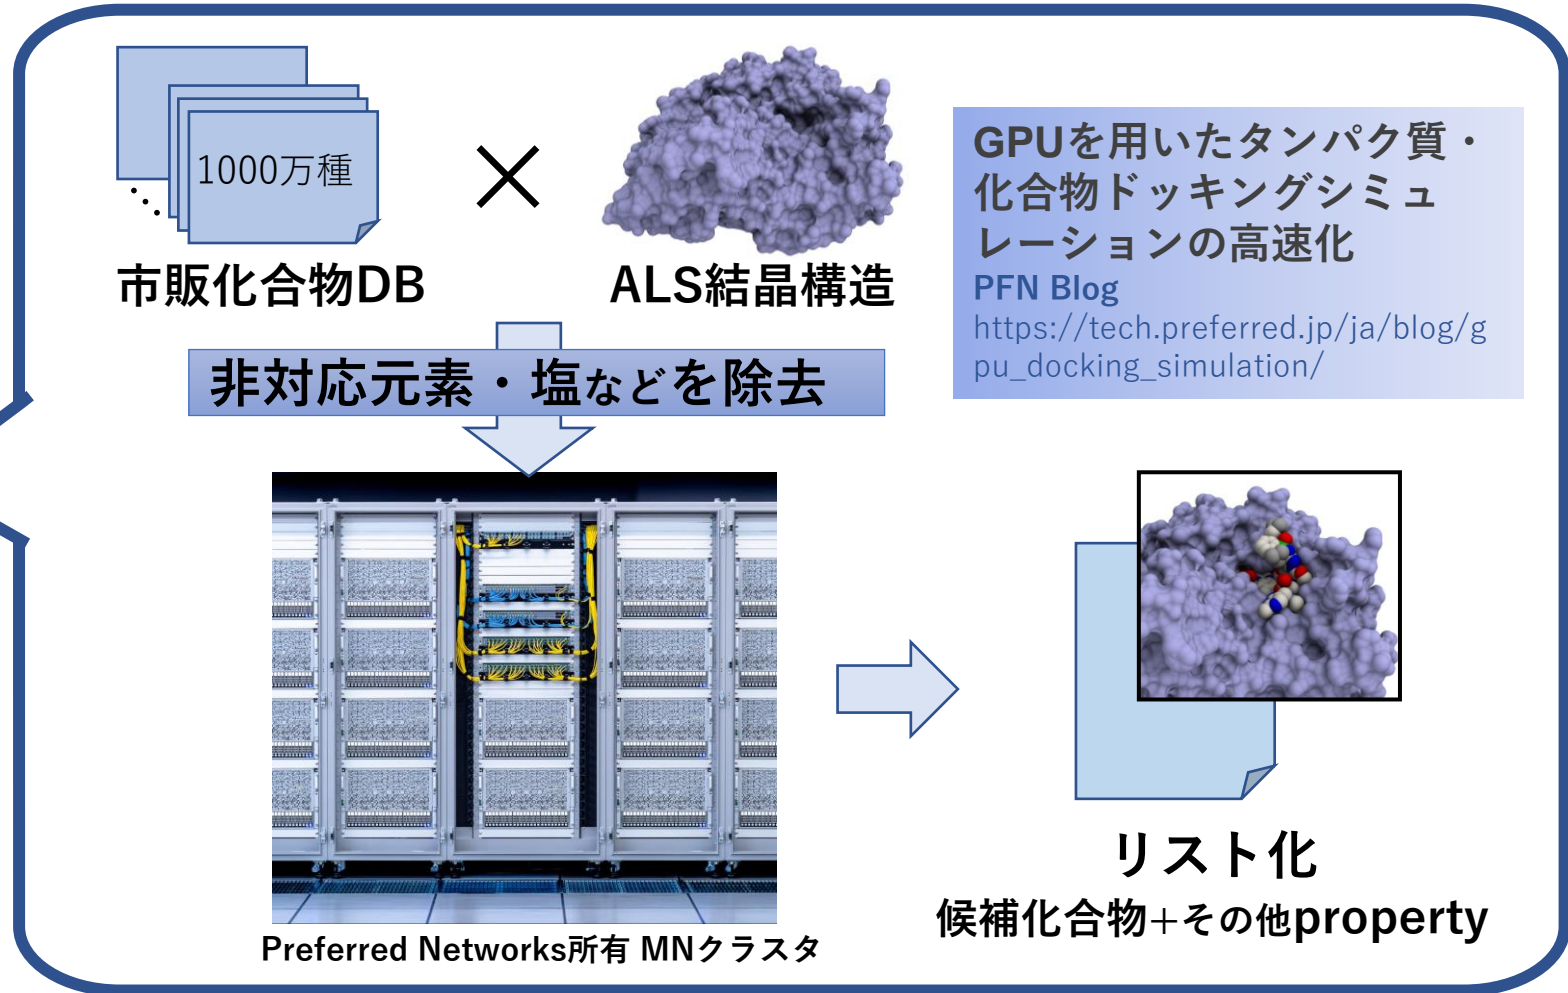 1000万種
市販化合物DB
ALS結晶構造
GPUを用いたタンパク質・
化合物ドッキングシミュ
レーションの高速化
PFN Blog
https://tech.preferred.jp/ja/blog/g
pu_docking_simulation/
非対応元素・塩などを除去
Preferred Networks所有 MNクラスタ
リスト化
候補化合物+その他property